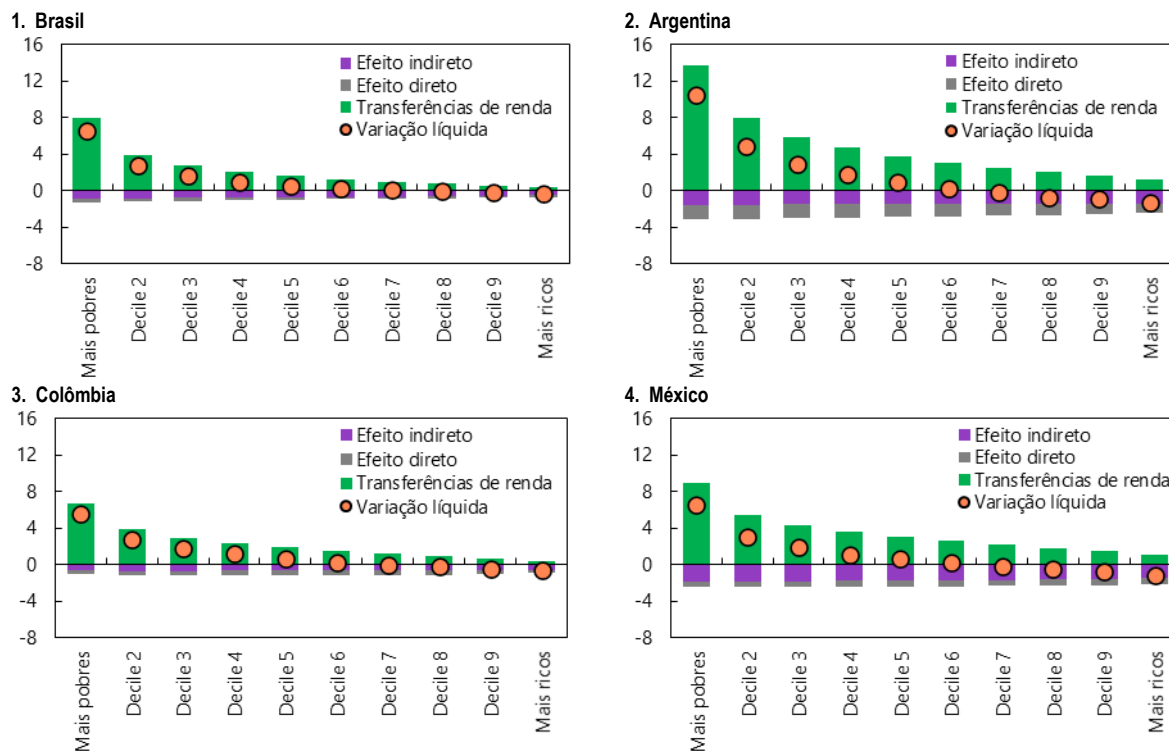 1. Brasil
16
12
8
4
0
-4
-8
Efeito indireto
Efeito direto
Transferências de renda
Variação líquida
Mais pobres
Decile 2
Decile 3
Decile 4
Decile 5
Decile 6
Decile 7
Decile 8
Decile 9
Mais ricos
2. Argentina
16
12
8
4
0
-4
-8
Efeito indireto
Efeito direto
Transferências de renda
Variação líquida
Mais pobres
Decile 2
Decile 3
Decile 4
Decile 5
Decile 6
Decile 7
Decile 8
Decile 9
Mais ricos
3. Colômbia
16
12
8
4
0
-4
-8
Efeito indireto
Efeito direto
Transferências de renda
Variação líquida
Mais pobres
Decile 2
Decile 3
Decile 4
Decile 5
Decile 6
Decile 7
Decile 8
Decile 9
Mais ricos
4. México
16
12
8
4
0
-4
-8
Efeito indireto
Efeito direto
Transferências de renda
Variação líquida
Mais pobres
Decile 2
Decile 3
Decile 4
Decile 5
Decile 6
Decile 7
Decile 8
Decile 9
Mais ricos